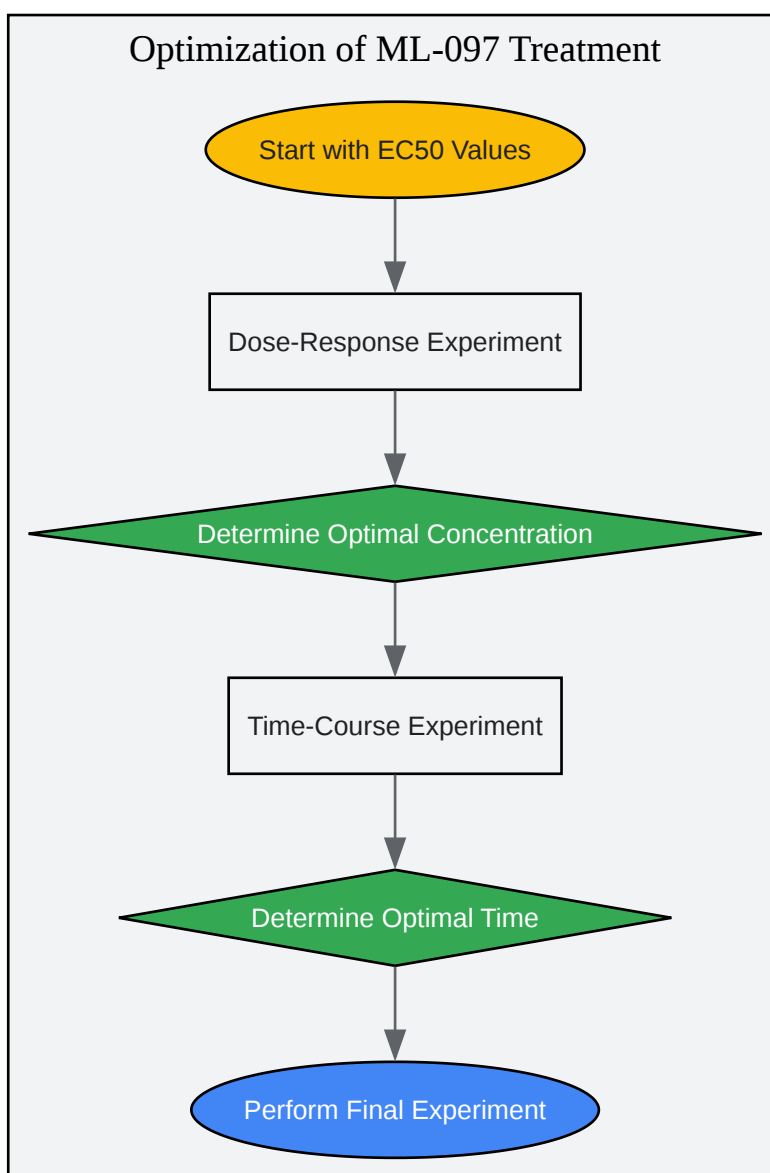 Optimization of ML-097 Treatment
Start with EC50 Values
Dose-Response Experiment
Determine Optimal Concentration
Time-Course Experiment
Determine Optimal Time
Perform Final Experiment